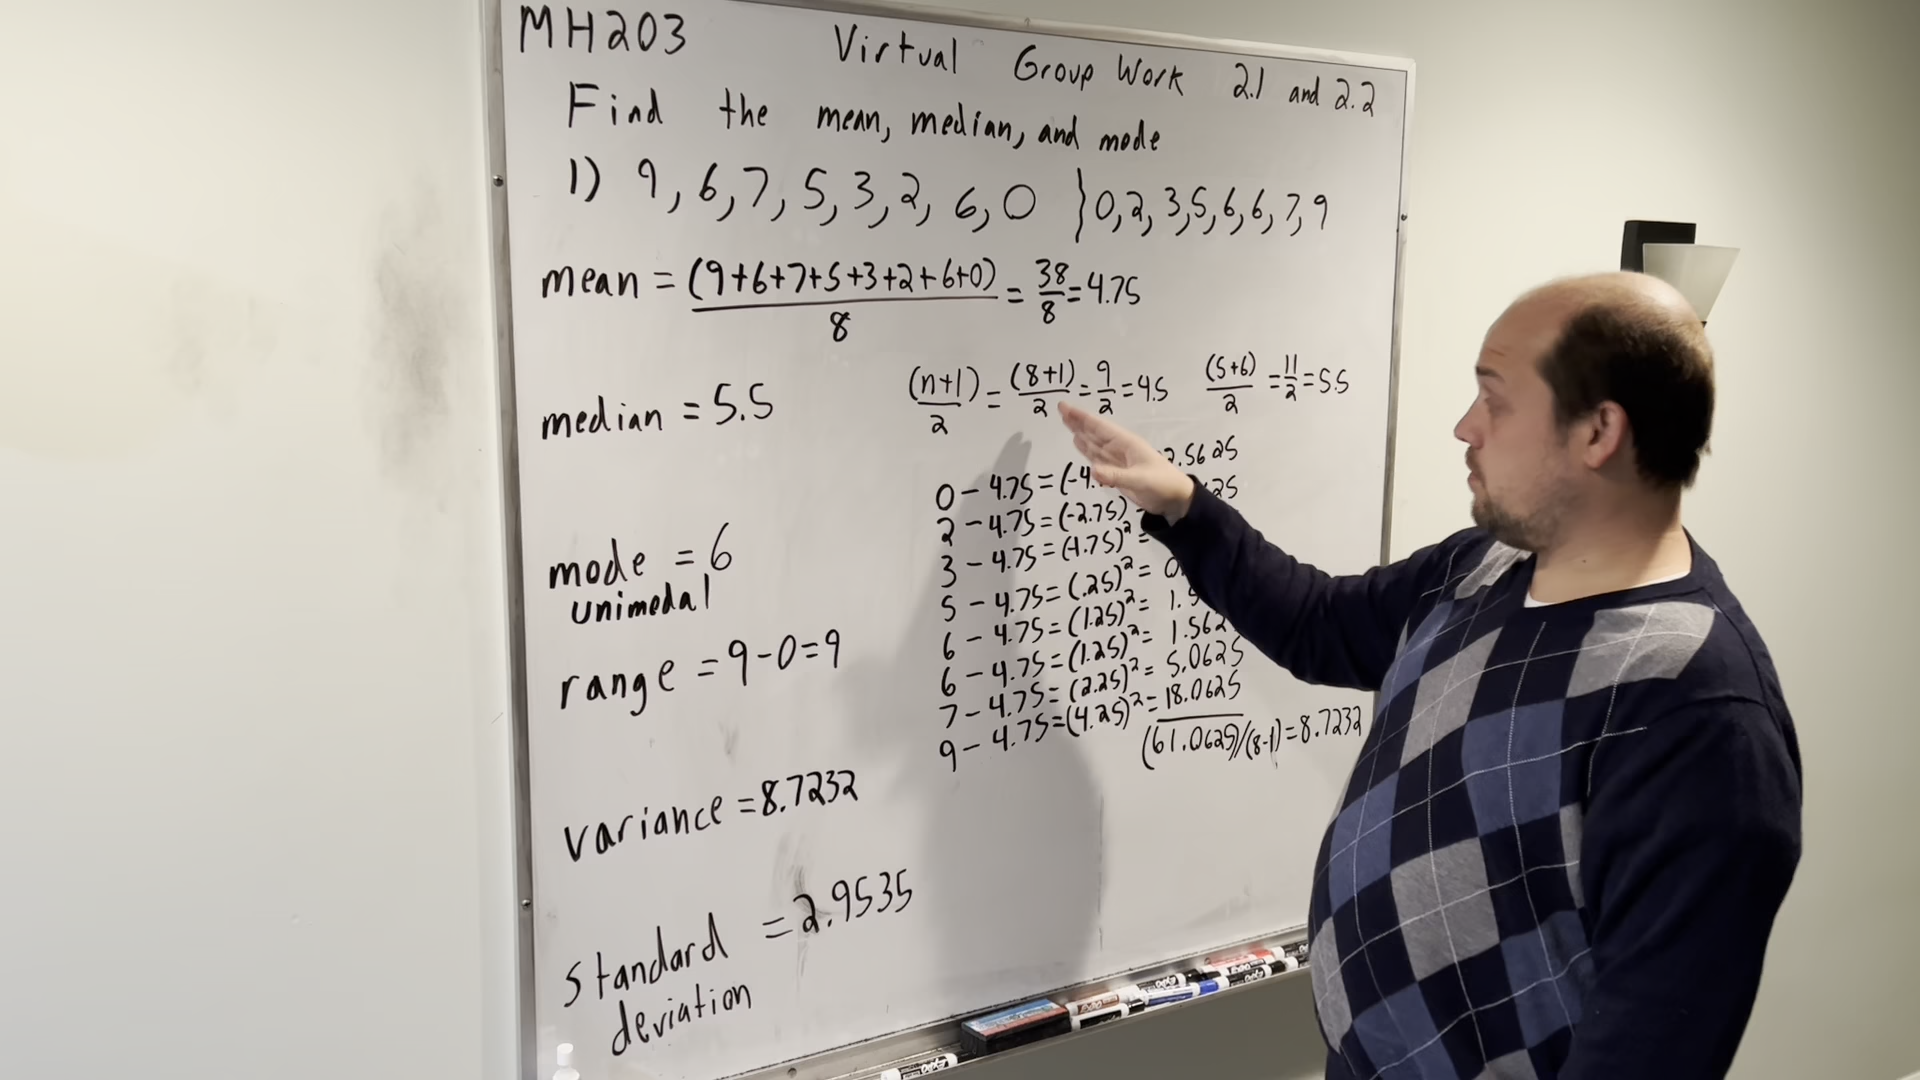 MH203
Virtual Group Work 2.1 and 2.2
Find the mean, median, and mode
1) 9, 6, 7, 5, 3, 2, 6, 0 } 0, 2, 3, 5, 6, 6, 7, 9
mean = (9+6+7+5+3+2+6+0)/8 = 38/8 = 4.75
median = 5.5
(n+1)/2 = (8+1)/2 = 9/2 = 4.5
(5+6)/2 = 11/2 = 5.5
0 - 4.75 = (-4. 2.5625
2 - 4.75 = (-2.75) 25
3 - 4.75 = (-1.75)² =
5 - 4.75 = (.25)² = 0
6 - 4.75 = (1.25)² = 1.5
6 - 4.75 = (1.25)² = 1.562
7 - 4.75 = (2.25)² = 5.0625
9 - 4.75 = (4.25)² = 18.0625
(61.0625)/(8-1) = 8.7232
mode = 6
unimodal
range = 9-0=9
variance = 8.7232
standard deviation = 2.9535
EXPO